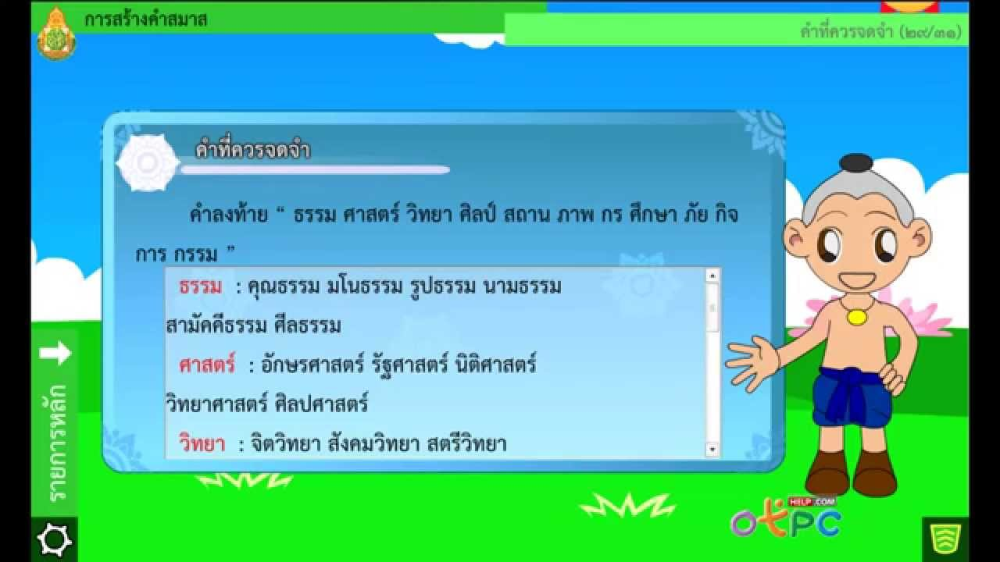 การสร้างคำสมาส
คำที่ควรจดจำ (๒๙/๓๑)
คำที่ควรจดจำ
คำลงท้าย “ ธรรม ศาสตร์ วิทยา ศิลป์ สถาน ภาพ กร ศึกษา ภัย กิจ
การ กรรม ”
ธรรม : คุณธรรม มโนธรรม รูปธรรม นามธรรม
สามัคคีธรรม ศีลธรรม
ศาสตร์ : อักษรศาสตร์ รัฐศาสตร์ นิติศาสตร์
วิทยาศาสตร์ ศิลปศาสตร์
วิทยา : จิตวิทยา สังคมวิทยา สตรีวิทยา
รายการหลัก
HELP.COM
otPC